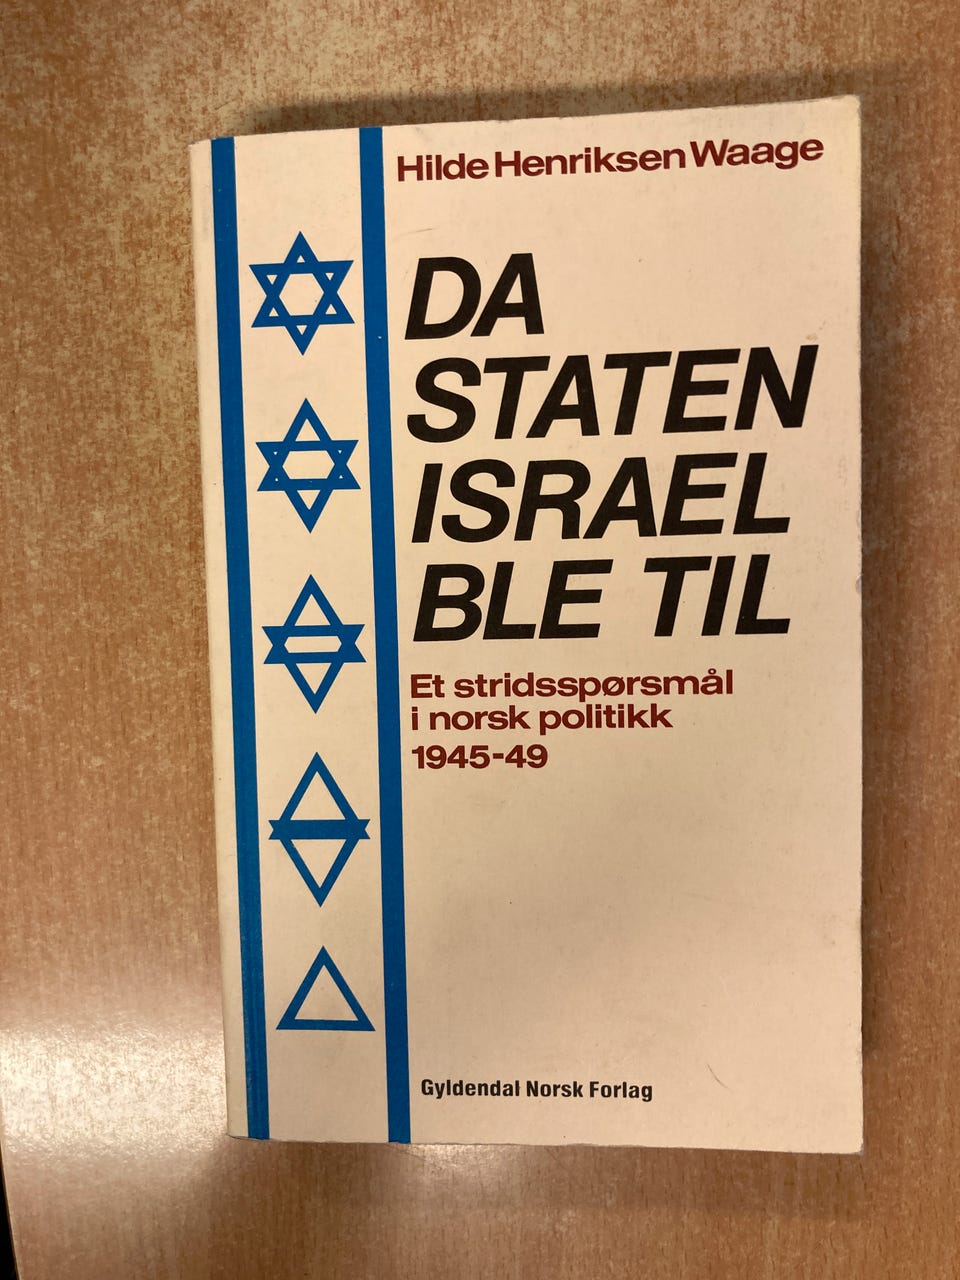 Hilde Henriksen Waage
DA
STATEN
ISRAEL
BLE TIL
Et stridsspørsmål
i norsk politikk
1945-49
Gyldendal Norsk Forlag